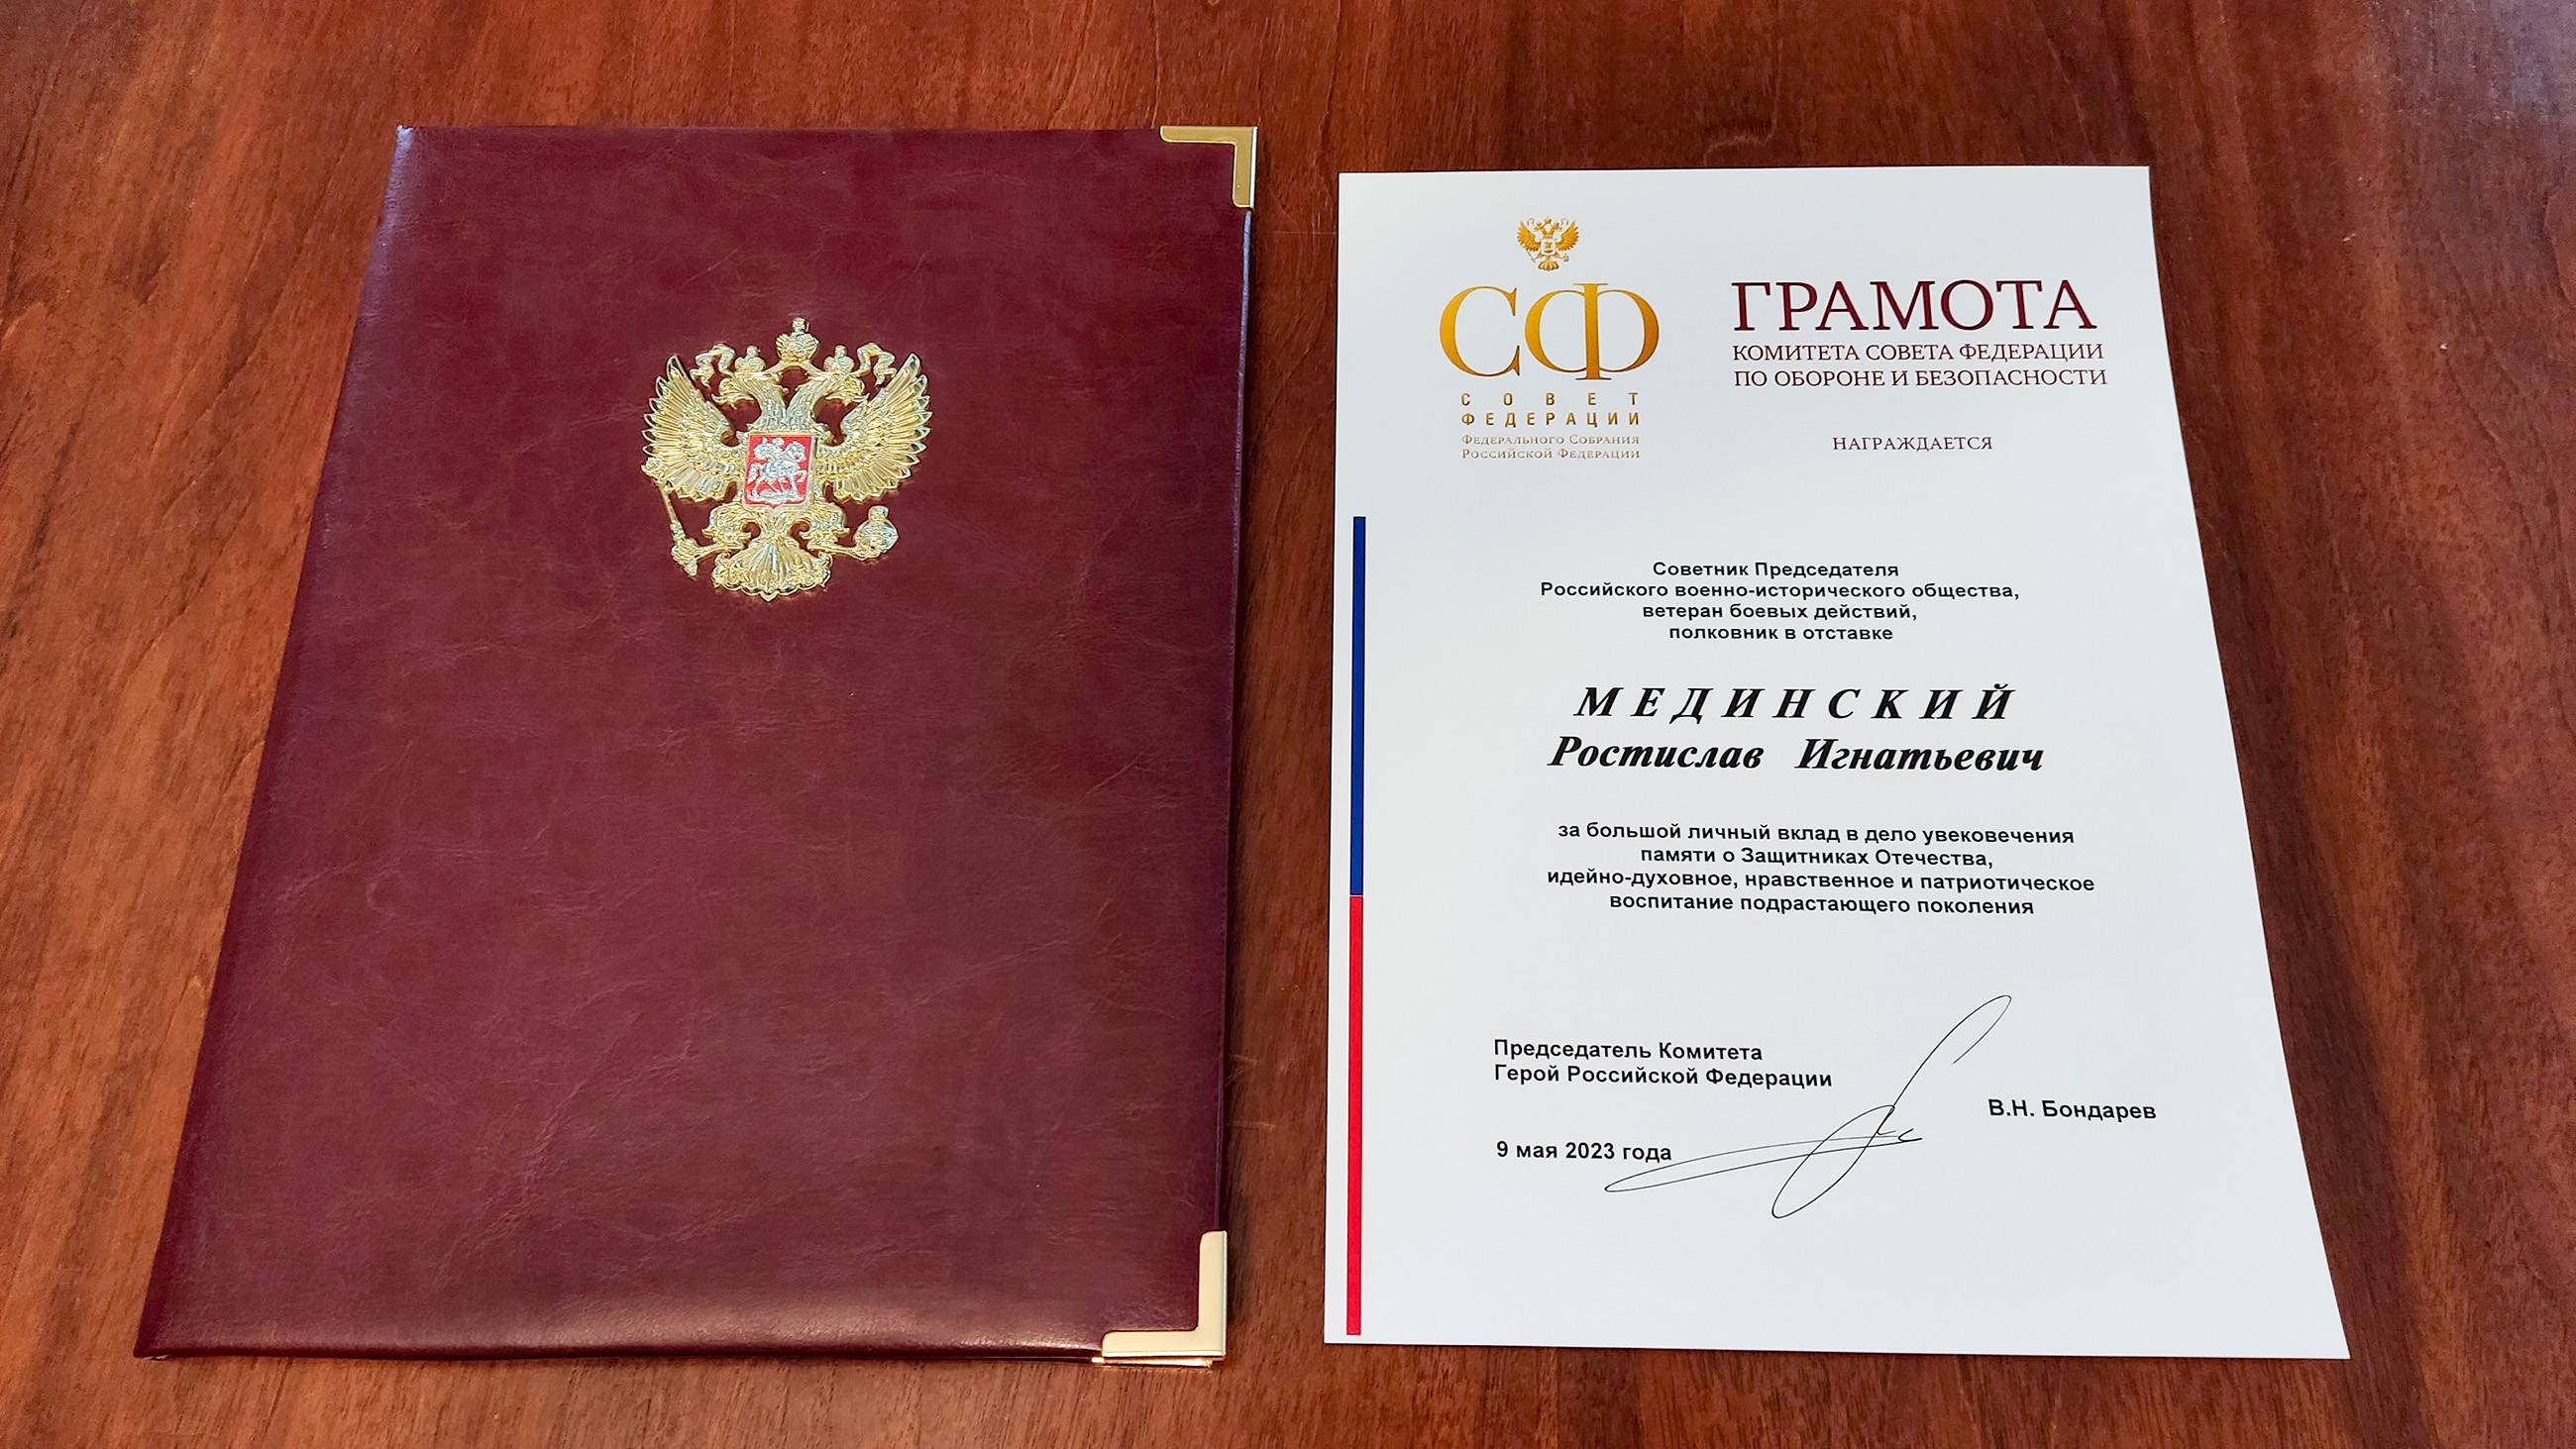 СФ
СОВЕТ
ФЕДЕРАЦИИ
ФЕДЕРАЛЬНОГО СОБРАНИЯ
РОССИЙСКОЙ ФЕДЕРАЦИИ
ГРАМОТА
КОМИТЕТА СОВЕТА ФЕДЕРАЦИИ
ПО ОБОРОНЕ И БЕЗОПАСНОСТИ
НАГРАЖДАЕТСЯ
Советник Председателя
Российского военно-исторического общества,
ветеран боевых действий,
полковник в отставке
МЕДИНСКИЙ
Ростислав Игнатьевич
за большой личный вклад в дело увековечения
памяти о Защитниках Отечества,
идейно-духовное, нравственное и патриотическое
воспитание подрастающего поколения
Председатель Комитета
Герой Российской Федерации
В.Н. Бондарев
9 мая 2023 года